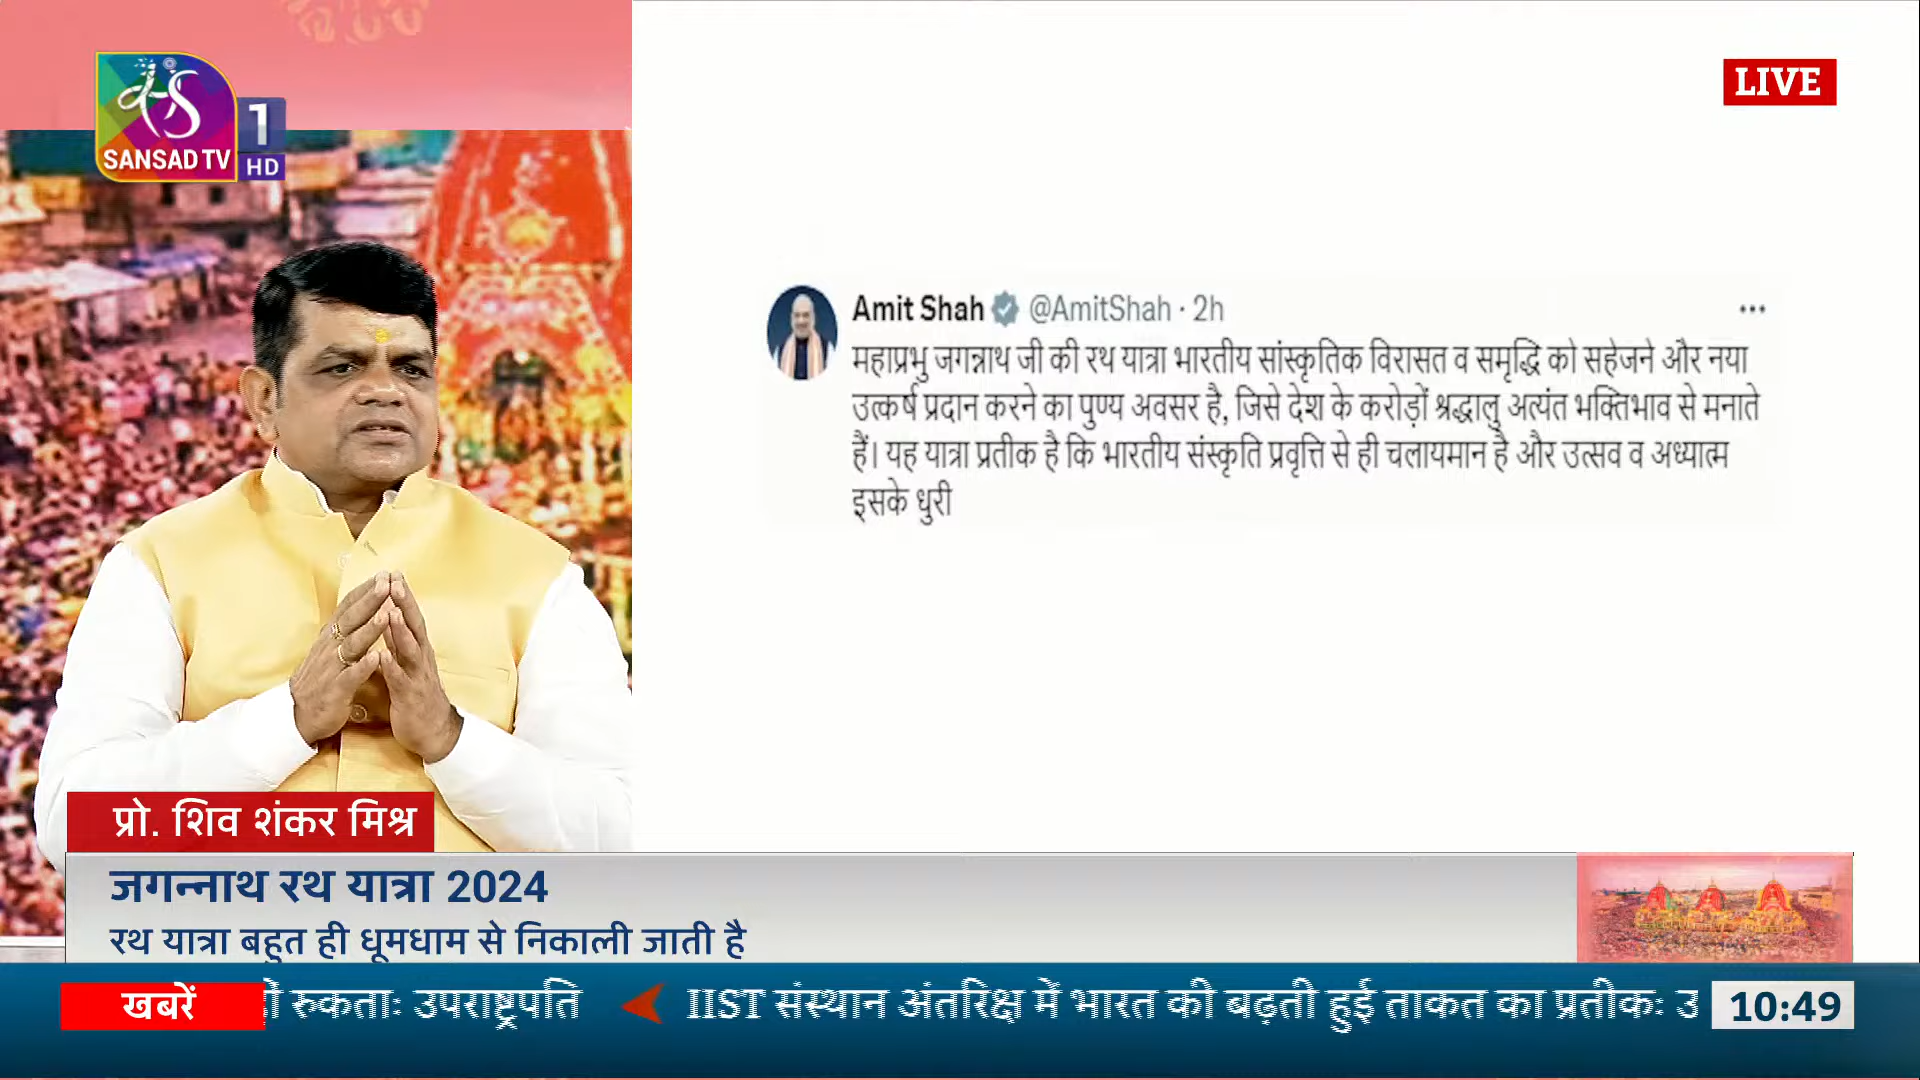 SANSAD TV
1
HD
LIVE
Amit Shah @AmitShah · 2h
महाप्रभु जगन्नाथ जी की रथ यात्रा भारतीय सांस्कृतिक विरासत व समृद्धि को सहेजने और नया
उत्कर्ष प्रदान करने का पुण्य अवसर है, जिसे देश के करोड़ों श्रद्धालु अत्यंत भक्तिभाव से मनाते
हैं। यह यात्रा प्रतीक है कि भारतीय संस्कृति प्रवृत्ति से ही चलायमान है और उत्सव व अध्यात्म
इसके धुरी
प्रो. शिव शंकर मिश्र
जगन्नाथ रथ यात्रा 2024
रथ यात्रा बहुत ही धूमधाम से निकाली जाती है
खबरें
रुकताः उपराष्ट्रपति IIST संस्थान अंतरिक्ष में भारत की बढ़ती हुई ताकत का प्रतीकः उ
10:49